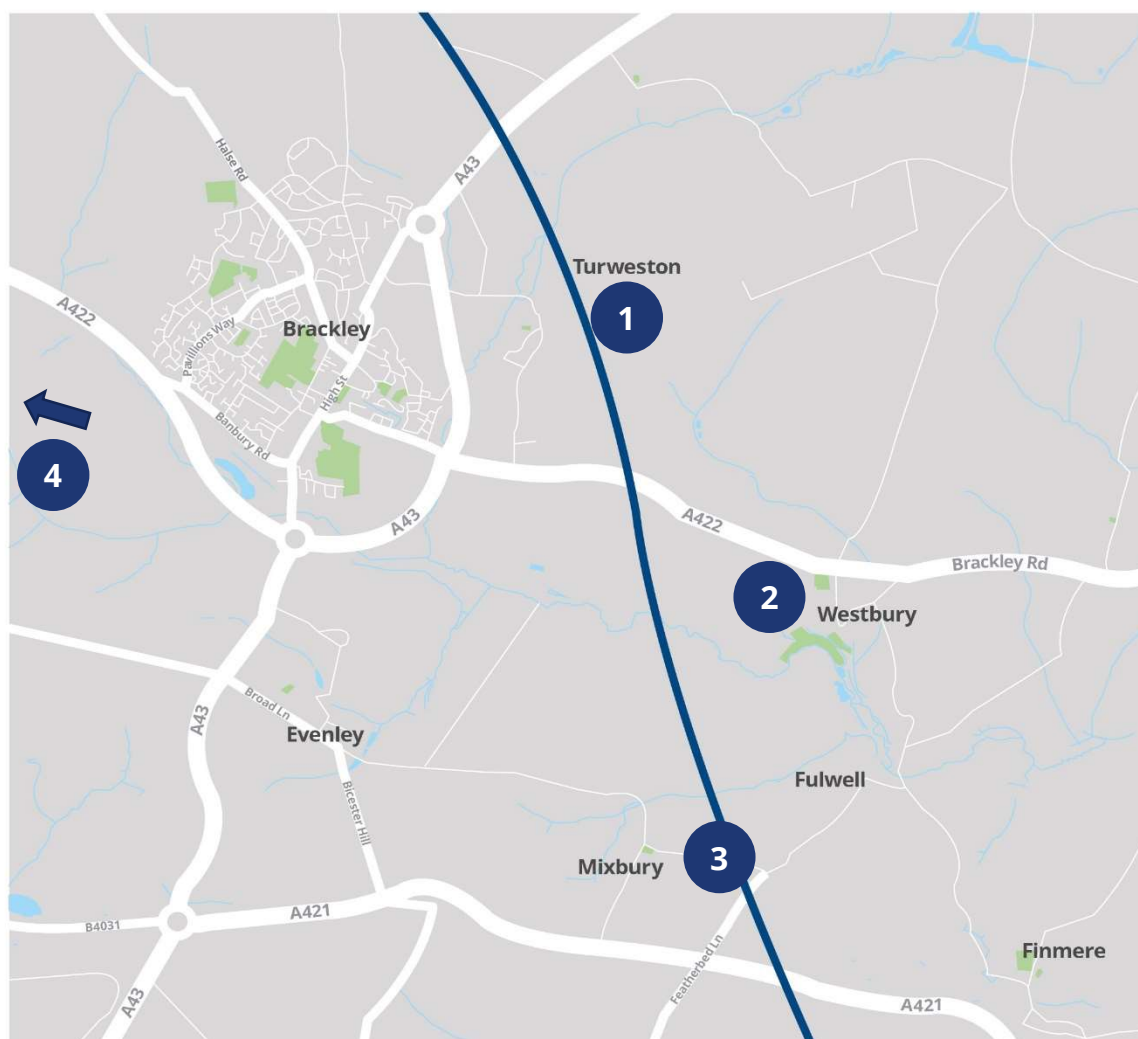 Halse Rd
A43
Turweston
1
A422
Pavillions Way
Brackley
High St
Banbury Rd
4
A43
A422
Brackley Rd
2
Westbury
A43
Broad Ln
Evenley
Bicester Hill
Fulwell
3
Mixbury
A421
B4031
Featherbed Ln
Finmere
A43
A421